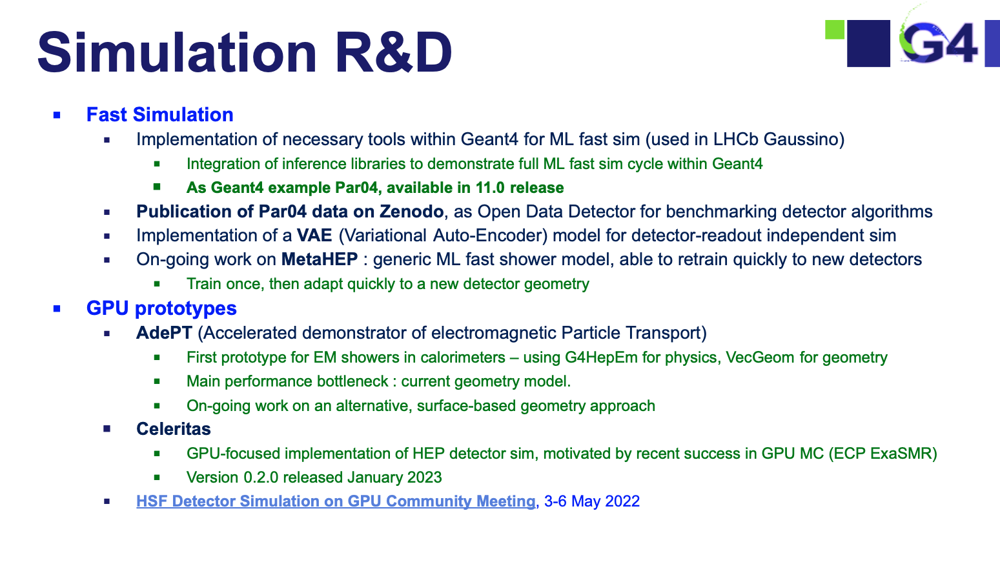 Simulation R&D
G4
Fast Simulation
Implementation of necessary tools within Geant4 for ML fast sim (used in LHCb Gaussino)
Integration of inference libraries to demonstrate full ML fast sim cycle within Geant4
As Geant4 example Par04, available in 11.0 release
Publication of Par04 data on Zenodo, as Open Data Detector for benchmarking detector algorithms
Implementation of a VAE (Variational Auto-Encoder) model for detector-readout independent sim
On-going work on MetaHEP : generic ML fast shower model, able to retrain quickly to new detectors
Train once, then adapt quickly to a new detector geometry
GPU prototypes
AdePT (Accelerated demonstrator of electromagnetic Particle Transport)
First prototype for EM showers in calorimeters – using G4HepEm for physics, VecGeom for geometry
Main performance bottleneck : current geometry model.
On-going work on an alternative, surface-based geometry approach
Celeritas
GPU-focused implementation of HEP detector sim, motivated by recent success in GPU MC (ECP ExaSMR)
Version 0.2.0 released January 2023
HSF Detector Simulation on GPU Community Meeting, 3-6 May 2022